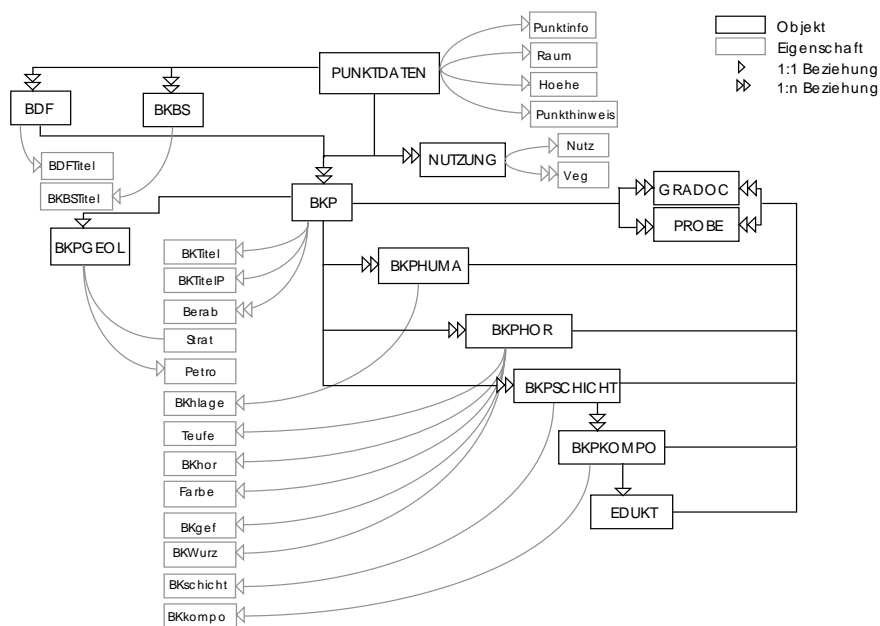 Punktinfo
Objekt
Eigenschaft
1:1 Beziehung
1:n Beziehung
PUNKTDATEN
Raum
Hoehe
Punkthinweis
BDF
BKBS
NUTZUNG
Nutz
Veg
BDFTitel
BKBSTitel
BKP
GRADOC
PROBE
BKPGEOL
BKTitel
BKTitelP
Berab
Strat
Petro
BKPHUMA
BKPHOR
BKhlage
BKPSCHICHT
Teufe
BKhor
BKPKOMPO
Farbe
EDUKT
BKgef
BKWurz
BKschicht
BKkompo